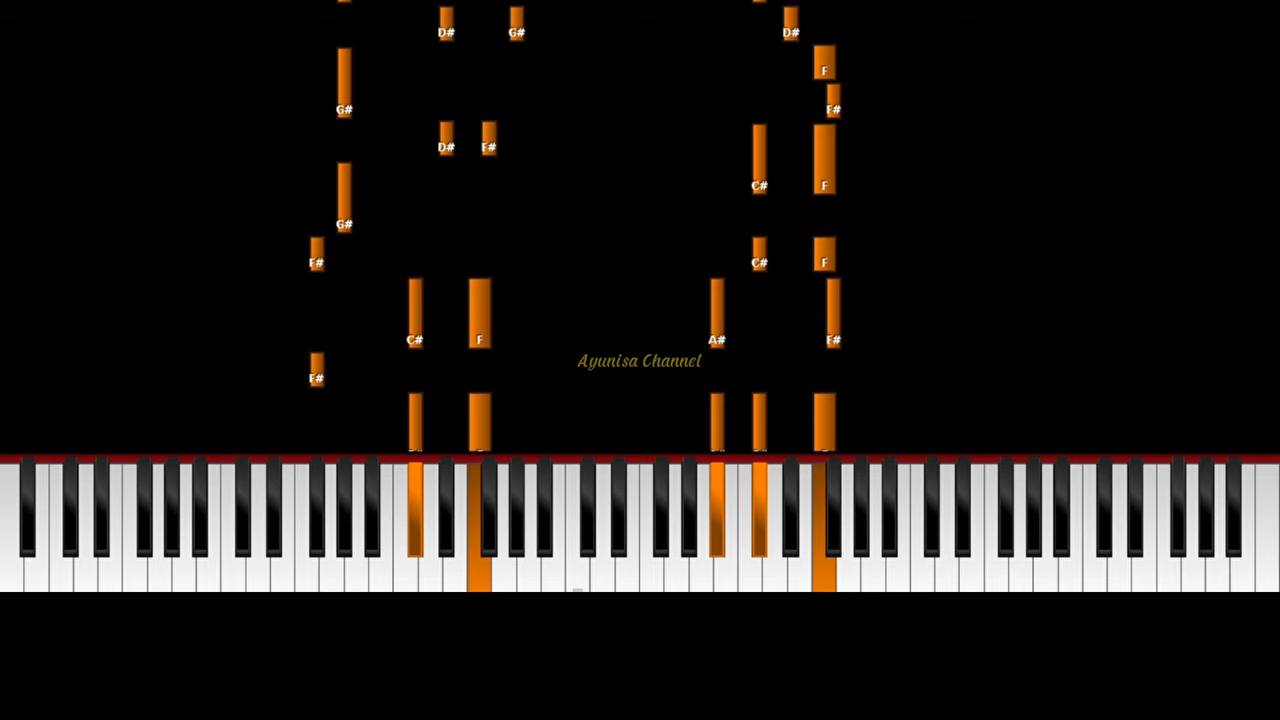 D# G# D#
F
G# F#
D# F#
C# F
G#
F# C# F
C# F A# F#
Ayunisa Channel
F#